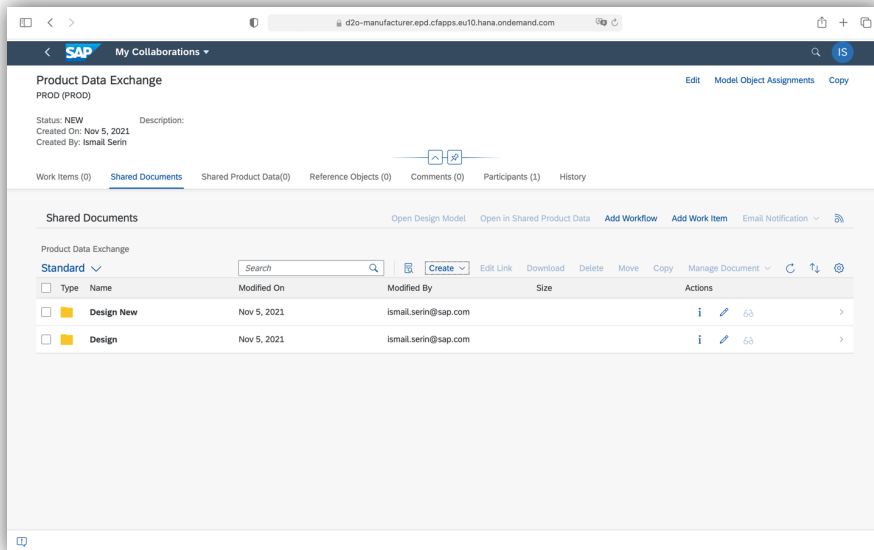 d2o-manufacturer.epd.cfapps.eu10.hana.ondemand.com
SAP My Collaborations
IS
Product Data Exchange
Edit Model Object Assignments Copy
PROD (PROD)
Status: NEW Description:
Created On: Nov 5, 2021
Created By: Ismail Serin
Work Items (0) Shared Documents Shared Product Data(0) Reference Objects (0) Comments (0) Participants (1) History
Shared Documents Open Design Model Open in Shared Product Data Add Workflow Add Work Item Email Notification
Product Data Exchange
Standard Search Create Edit Link Download Delete Move Copy Manage Document
Type Name Modified On Modified By Size Actions
Design New Nov 5, 2021 ismail.serin@sap.com
Design Nov 5, 2021 ismail.serin@sap.com